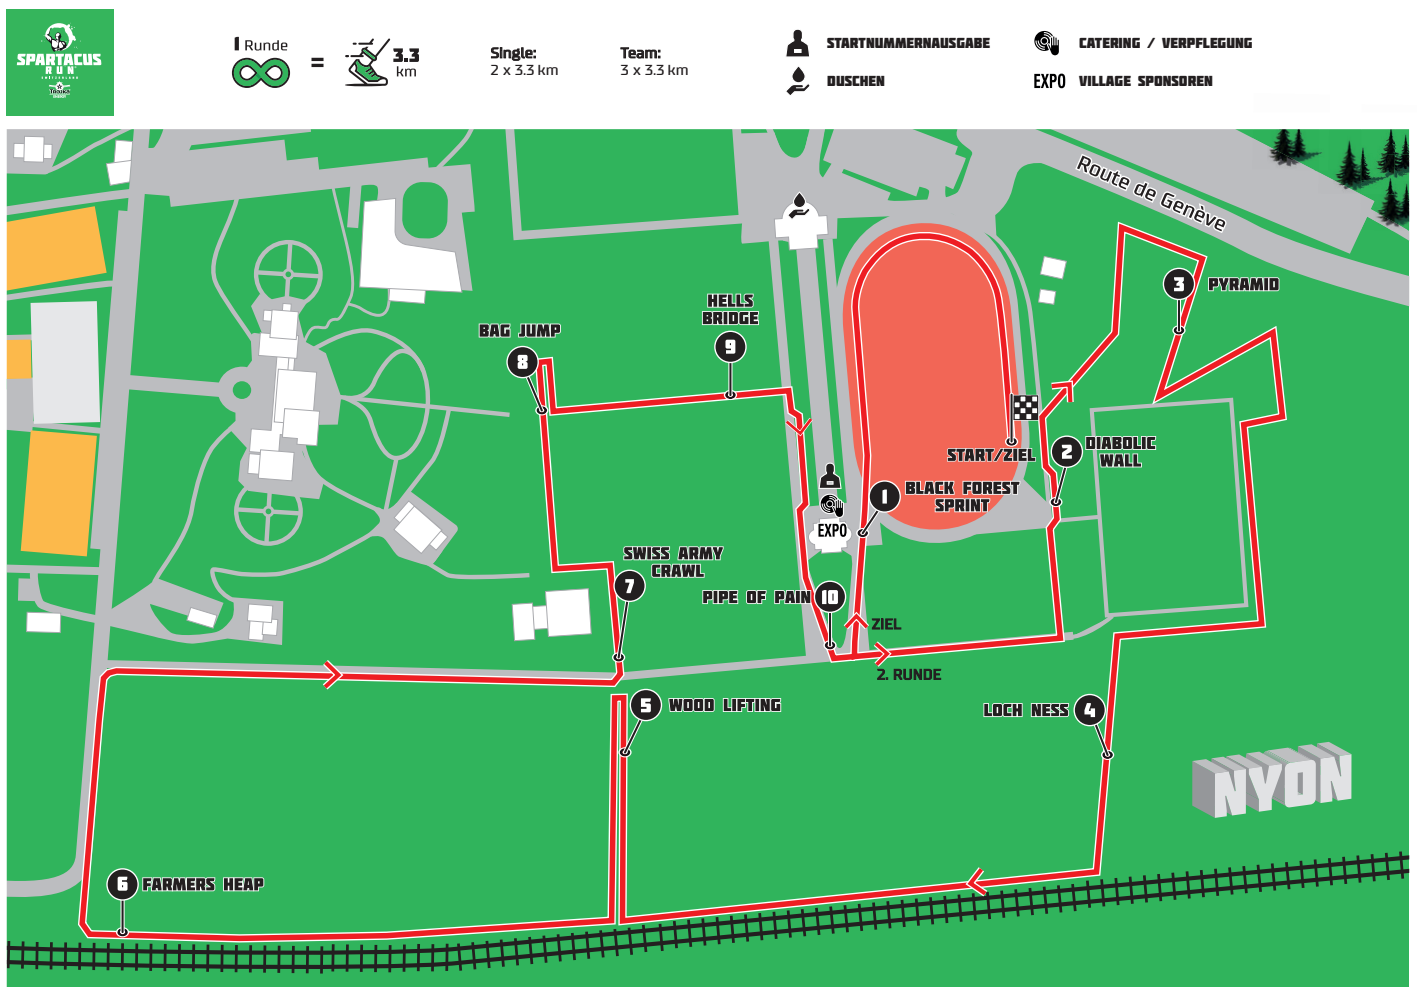 SPARTACUS
RUN
SWITZERLAND
1 Runde
=
3.3
km
Single:
2 x 3.3 km
Team:
3 x 3.3 km
STARTNUMMERNAUSGABE
DUSCHEN
CATERING / VERPFLEGUNG
EXPO VILLAGE SPONSOREN
Route de Genève
3 PYRAMID
HELLS
BRIDGE
9
BAG JUMP
8
START/ZIEL
2 DIABOLIC
WALL
1 BLACK FOREST
SPRINT
EXPO
SWISS ARMY
CRAWL
7
PIPE OF PAIN 10
ZIEL
2. RUNDE
5 WOOD LIFTING
LOCH NESS 4
NYON
6 FARMERS HEAP